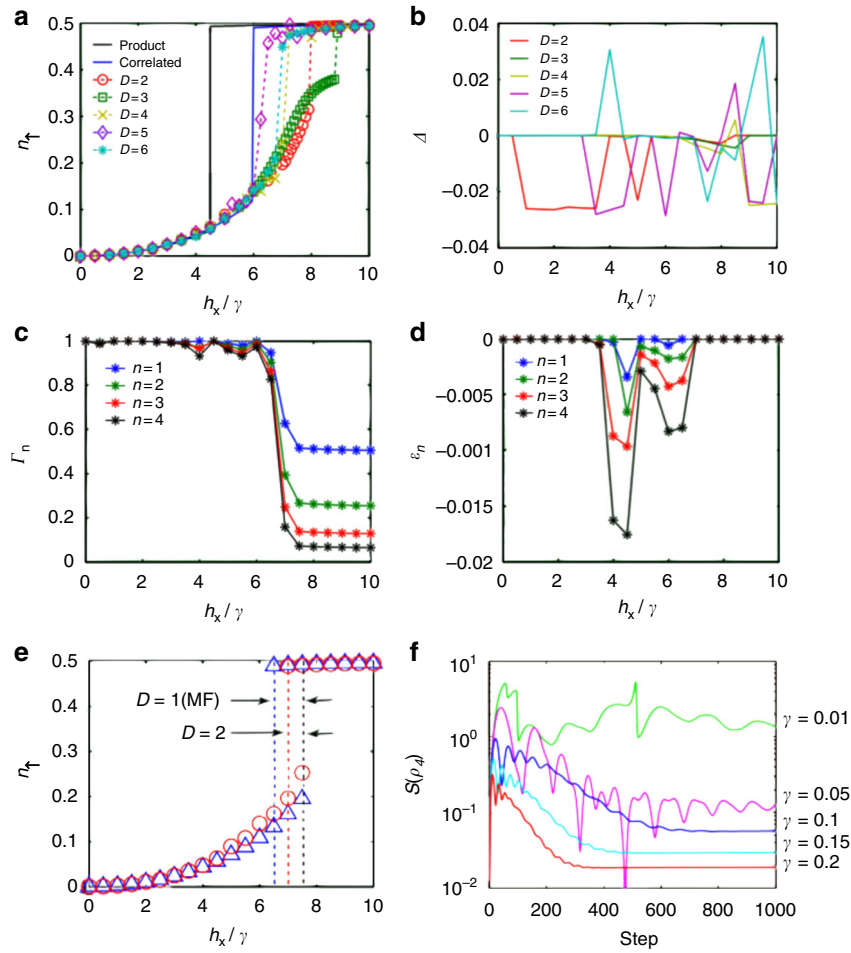 a
0.5
0.4
0.3
0.2
0.1
0
n↑
Product
Correlated
D=2
D=3
D=4
D=5
D=6
0 2 4 6 8 10
hx / γ
b
0.04
0.02
0
−0.02
−0.04
Δ
D=2
D=3
D=4
D=5
D=6
0 2 4 6 8 10
hx / γ
c
1
0.8
0.6
0.4
0.2
0
Γn
n=1
n=2
n=3
n=4
0 2 4 6 8 10
hx / γ
d
0
−0.005
−0.001
−0.015
−0.02
εn
n=1
n=2
n=3
n=4
0 2 4 6 8 10
hx / γ
e
0.5
0.4
0.3
0.2
0.1
0
n↑
D = 1(MF)
D = 2
0 2 4 6 8 10
hx / γ
f
10^1
10^0
10^−1
10^−2
S(ρ4)
γ = 0.01
γ = 0.05
γ = 0.1
γ = 0.15
γ = 0.2
0 200 400 600 800 1000
Step